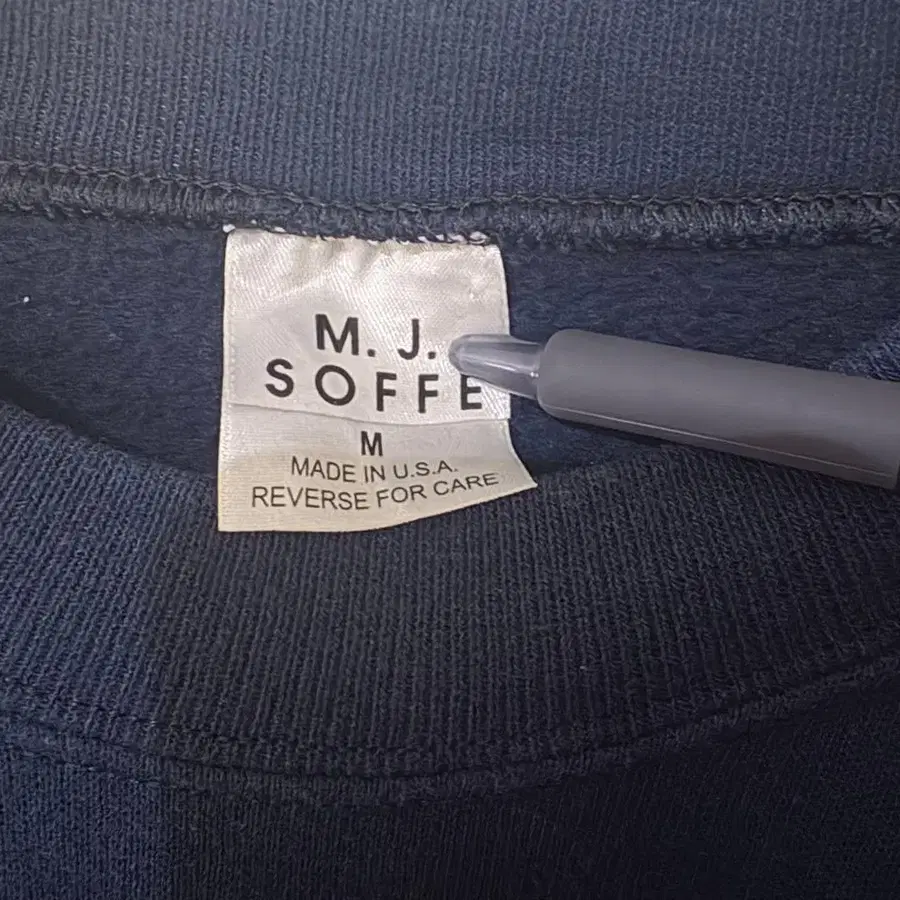 M. J.
SOFFE
M
MADE IN U.S.A.
REVERSE FOR CARE